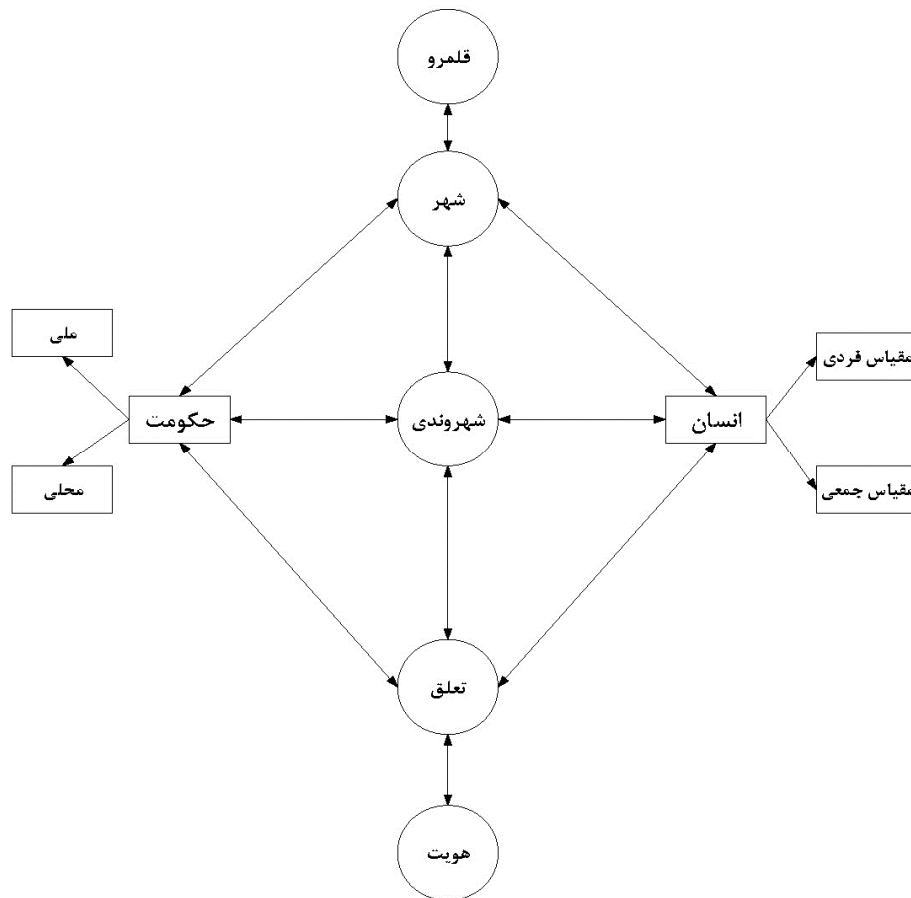 قلمرو
شهر
ملی
مقیاس فردی
حکومت
شهروندی
انسان
محلی
مقیاس جمعی
تعلق
هویت